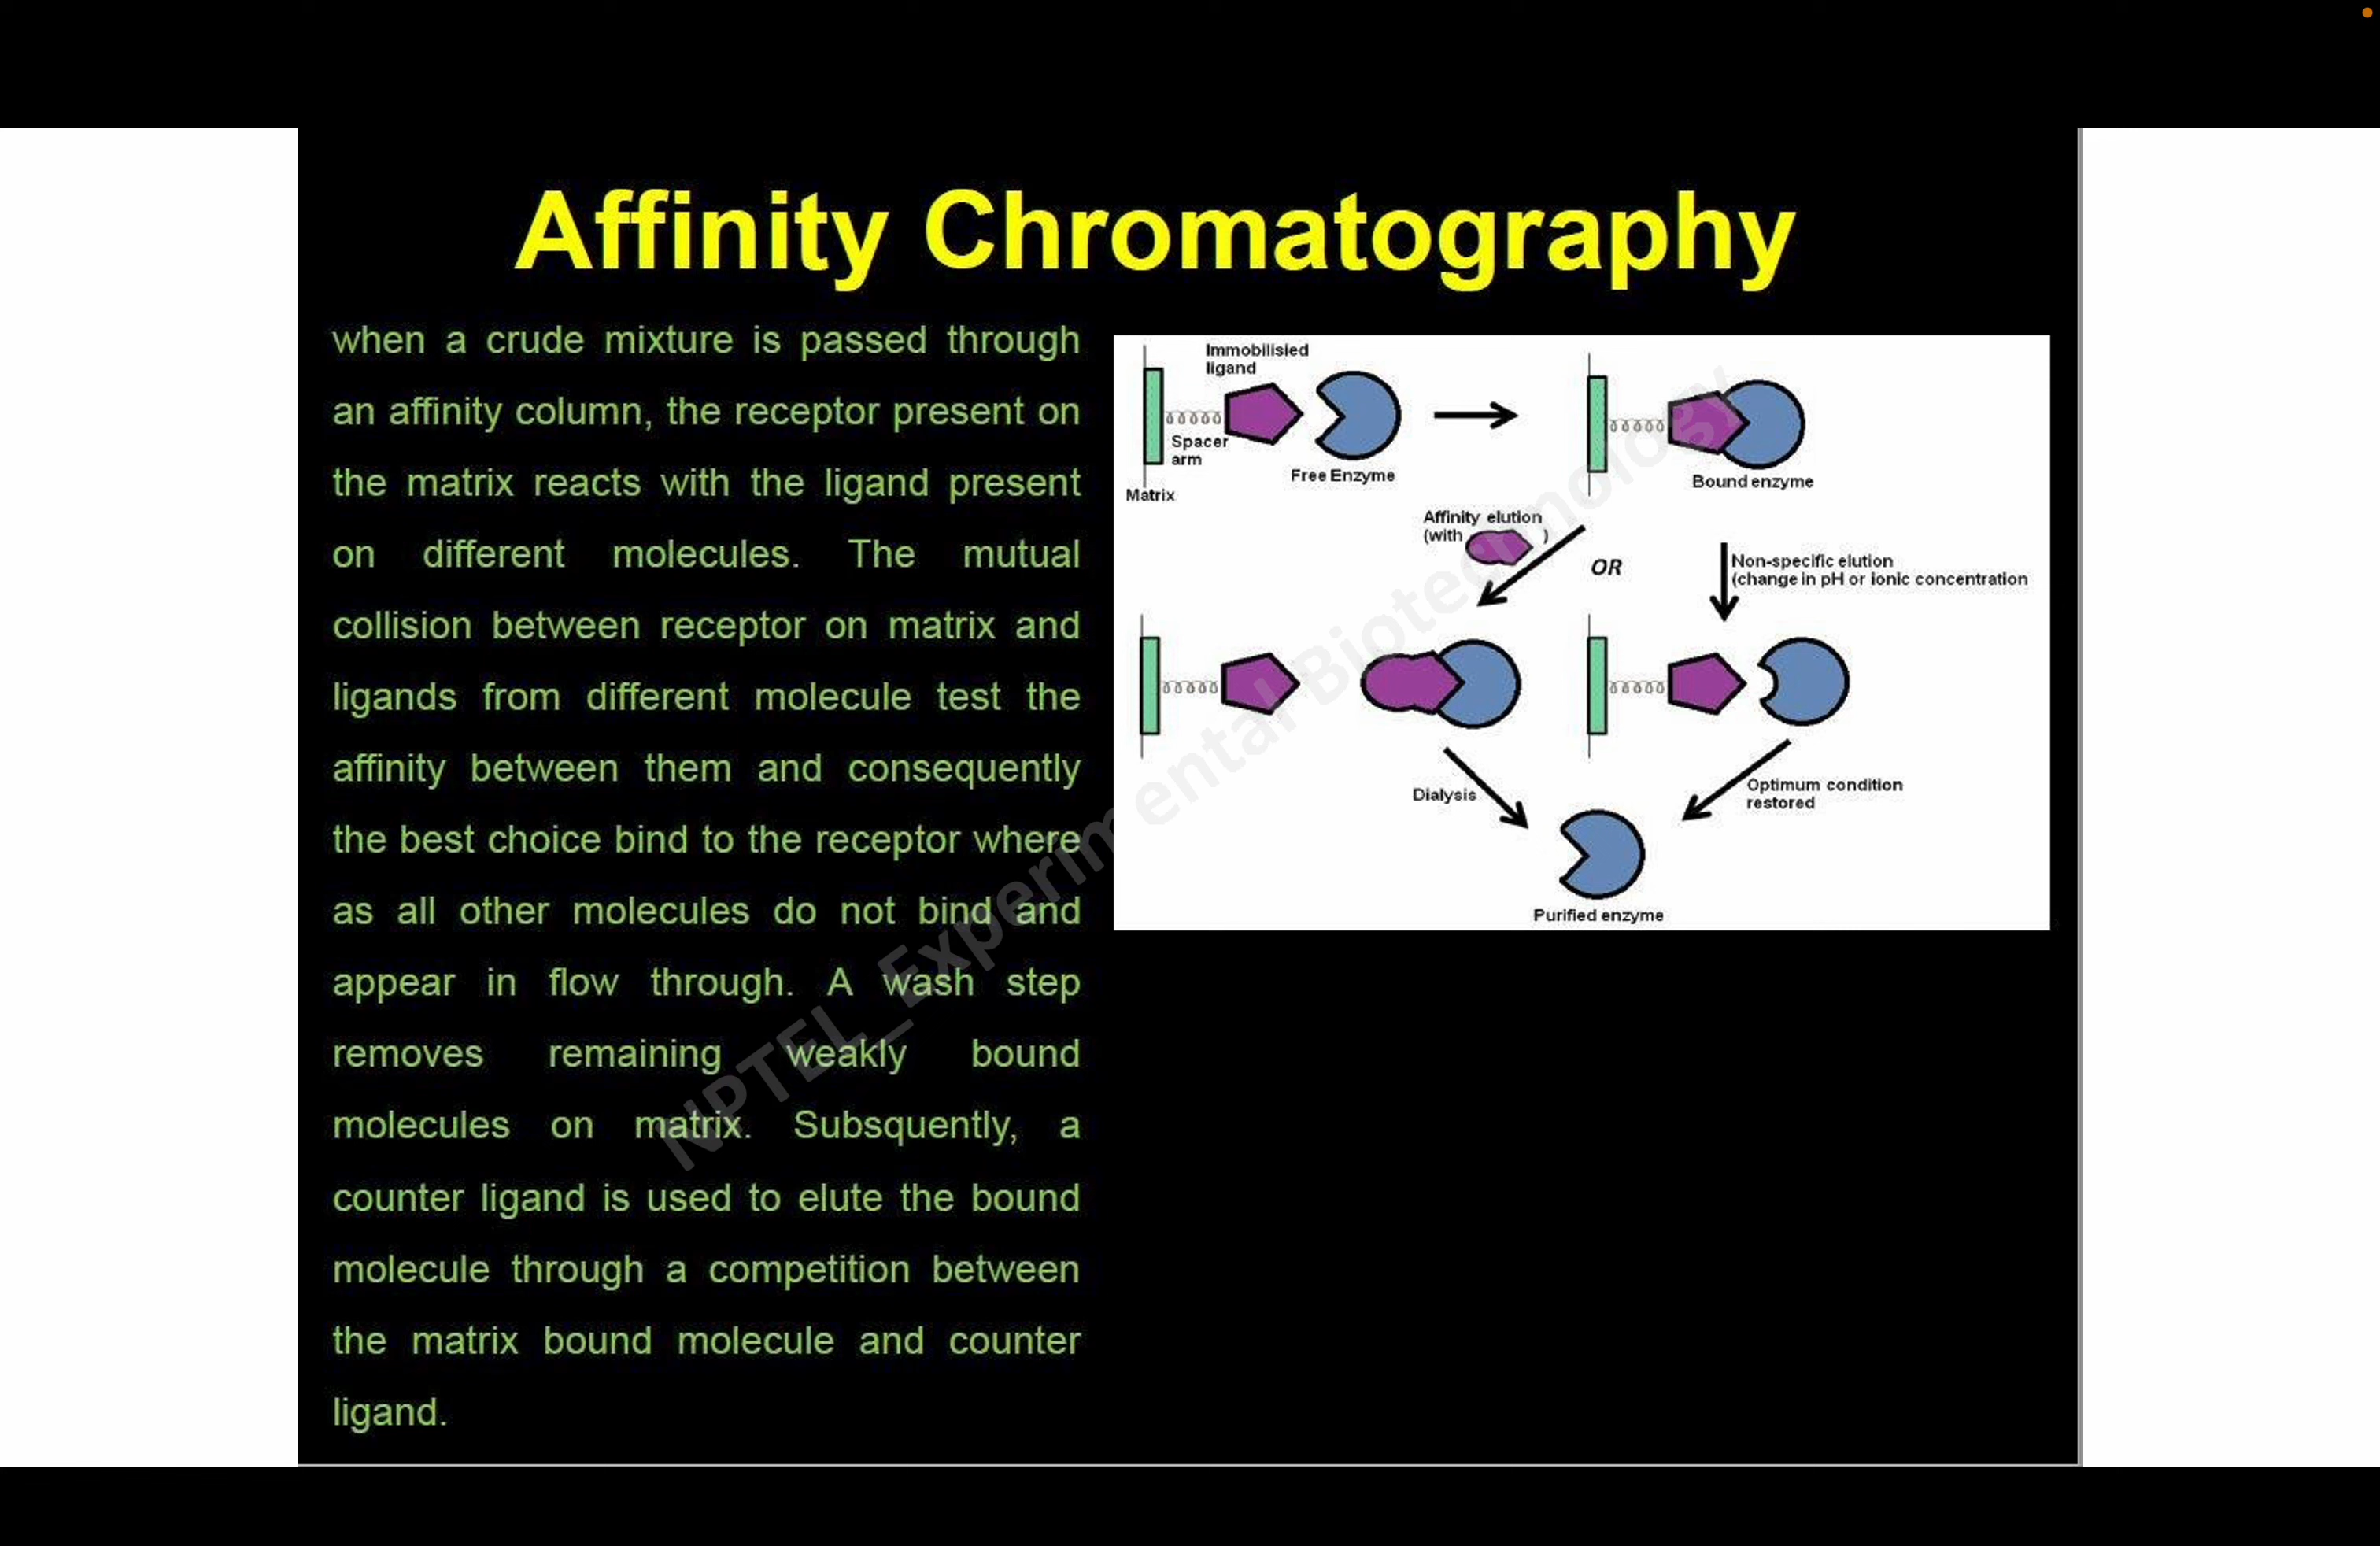 Affinity Chromatography
when a crude mixture is passed through
an affinity column, the receptor present on
the matrix reacts with the ligand present
on different molecules. The mutual
collision between receptor on matrix and
ligands from different molecule test the
affinity between them and consequently
the best choice bind to the receptor where
as all other molecules do not bind and
appear in flow through. A wash step
removes remaining weakly bound
molecules on matrix. Subsquently, a
counter ligand is used to elute the bound
molecule through a competition between
the matrix bound molecule and counter
ligand.
Immobilisied
ligand
Spacer
arm
Matrix
Free Enzyme
Bound enzyme
Affinity elution
(with )
OR
Non-specific elution
(change in pH or ionic concentration
Dialysis
Optimum condition
restored
Purified enzyme
NPTEL_Experimental Biotechnology